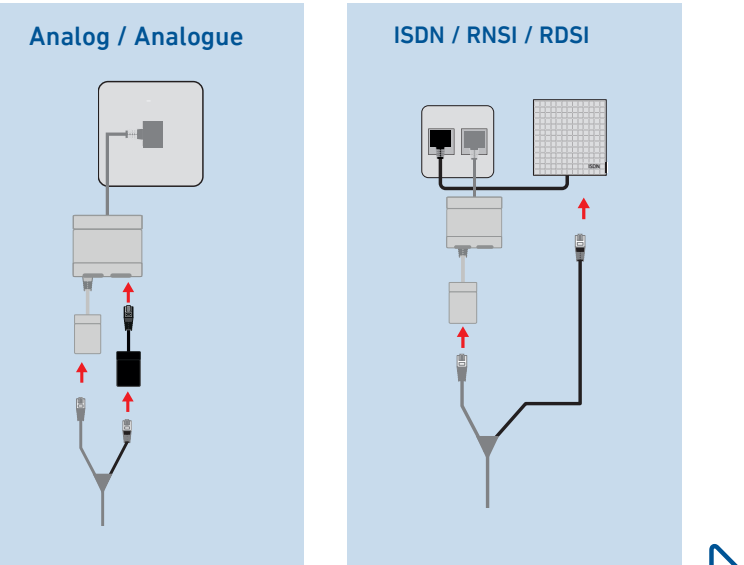 Analog / Analogue
ISDN / RNSI / RDSI
ISDN